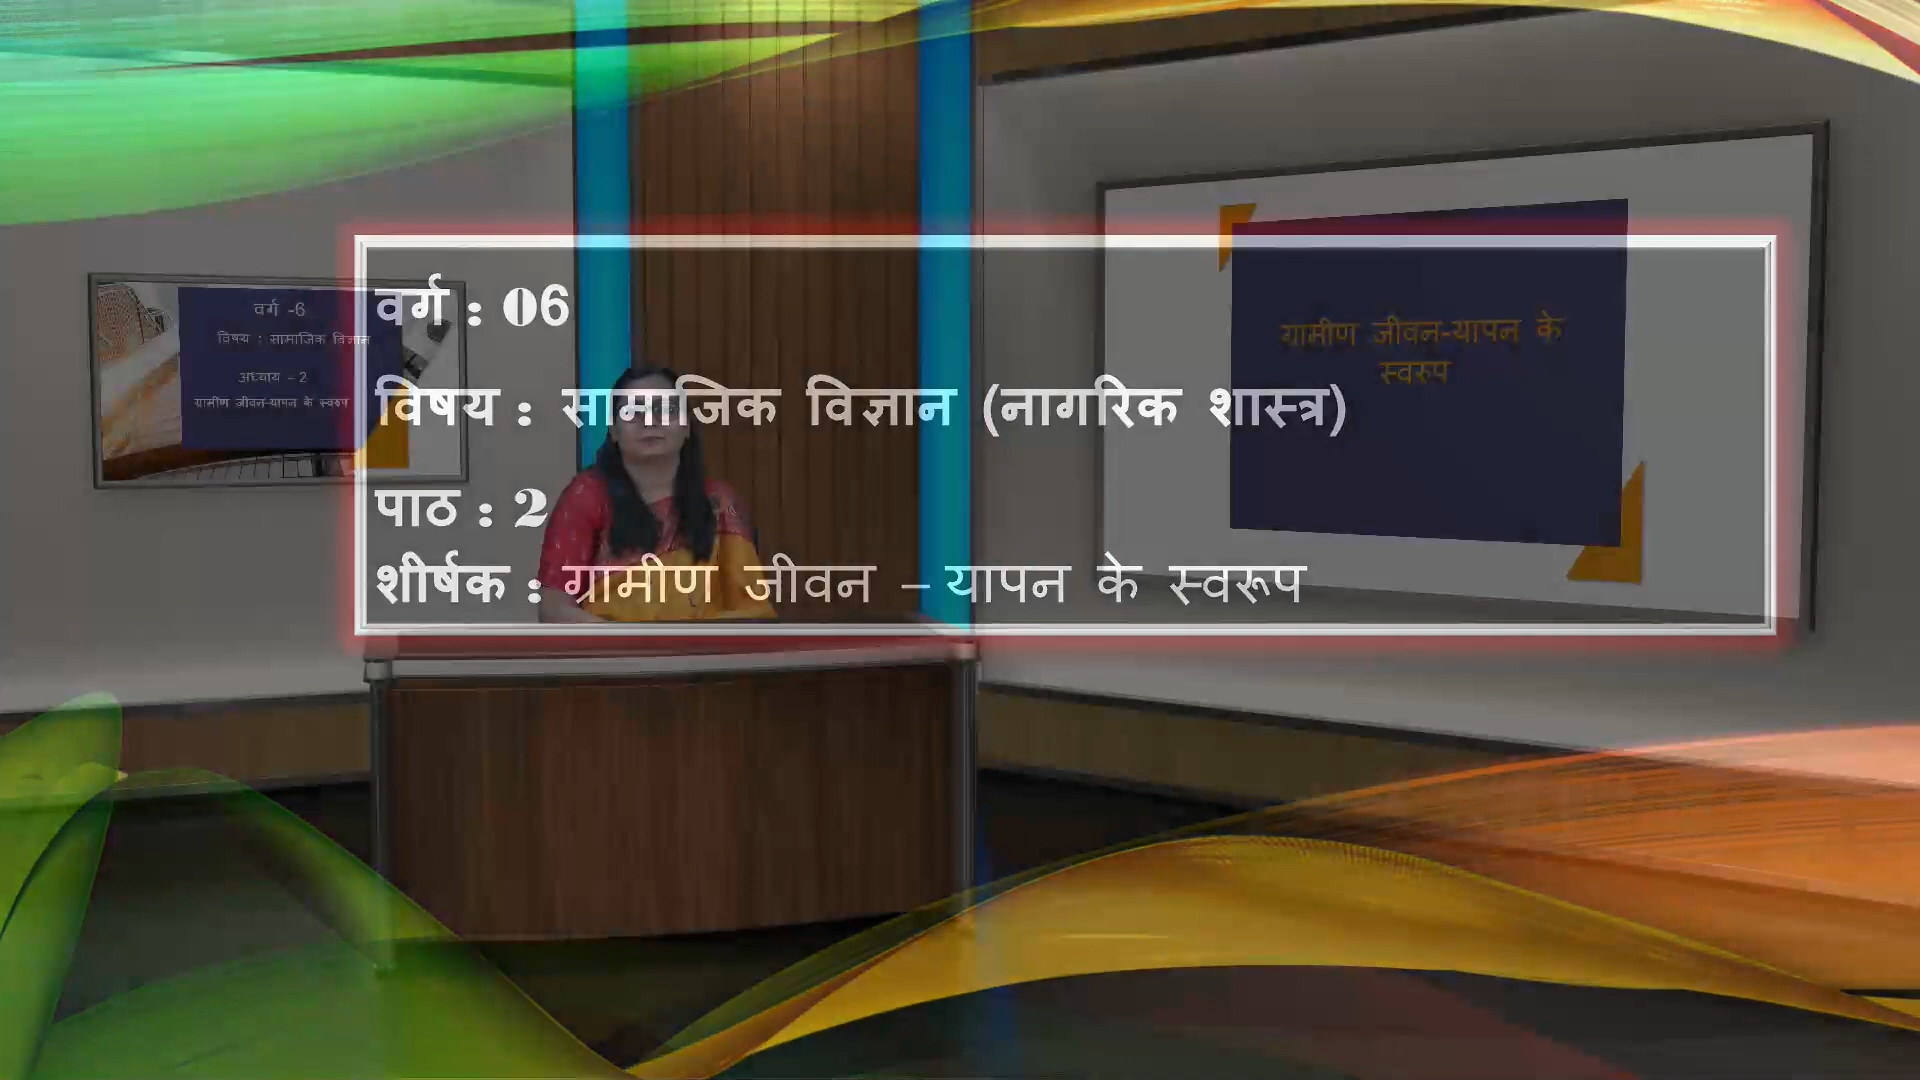 वर्ग : 06
विषय : सामाजिक विज्ञान (नागरिक शास्त्र)
पाठ : 2
शीर्षक : ग्रामीण जीवन – यापन के स्वरूप
वर्ग -6
विषय : सामाजिक विज्ञान
अध्याय – 2
ग्रामीण जीवन-यापन के स्वरुप
ग्रामीण जीवन-यापन के
स्वरुप